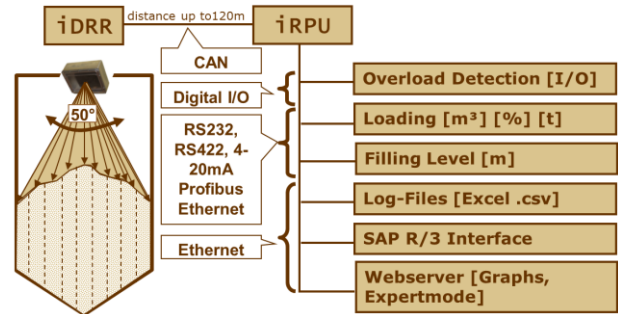 iDRR
distance up to120m
iRPU
CAN
50°
Digital I/O
RS232,
RS422, 4-
20mA
Profibus
Ethernet
Ethernet
Overload Detection [I/O]
Loading [m³] [%] [t]
Filling Level [m]
Log-Files [Excel .csv]
SAP R/3 Interface
Webserver [Graphs,
Expertmode]